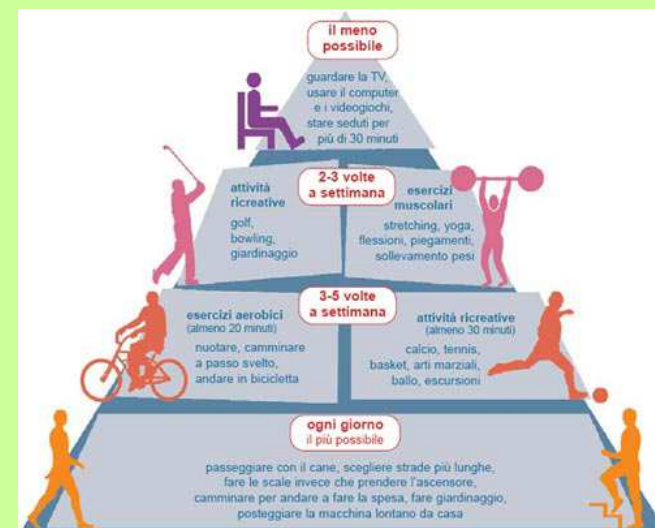 il meno
possibile
guardare la TV,
usare il computer
e i videogiochi,
stare seduti per
più di 30 minuti
2-3 volte
a settimana
attività
ricreative
golf,
bowling,
giardinaggio
esercizi
muscolari
stretching, yoga,
flessioni, piegamenti,
sollevamento pesi
3-5 volte
a settimana
esercizi aerobici
(almeno 20 minuti)
nuotare, camminare
a passo svelto,
andare in bicicletta
attività ricreative
(almeno 30 minuti)
calcio, tennis,
basket, arti marziali,
ballo, escursioni
ogni giorno
il più possibile
passeggiare con il cane, scegliere strade più lunghe,
fare le scale invece che prendere l'ascensore,
camminare per andare a fare la spesa, fare giardinaggio,
posteggiare la macchina lontano da casa